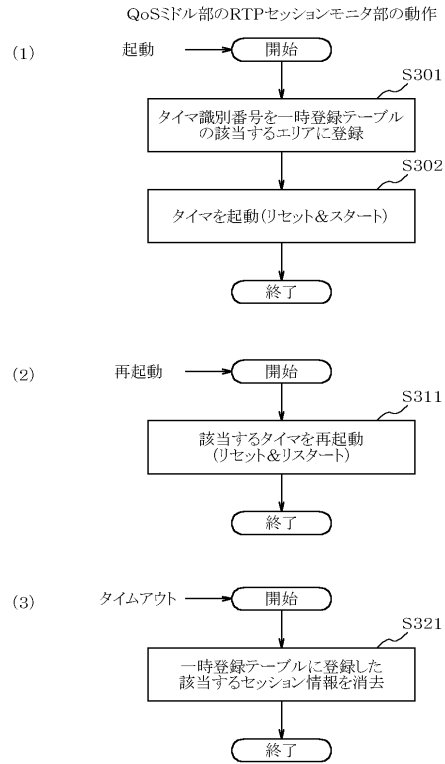 QoSミドル部のRTPセッションモニタ部の動作
(1)
起動
開始
S301
タイマ識別番号を一時登録テーブル
の該当するエリアに登録
S302
タイマを起動(リセット&スタート)
終了
(2)
再起動
開始
S311
該当するタイマを再起動
(リセット&リスタート)
終了
(3)
タイムアウト
開始
S321
一時登録テーブルに登録した
該当するセッション情報を消去
終了